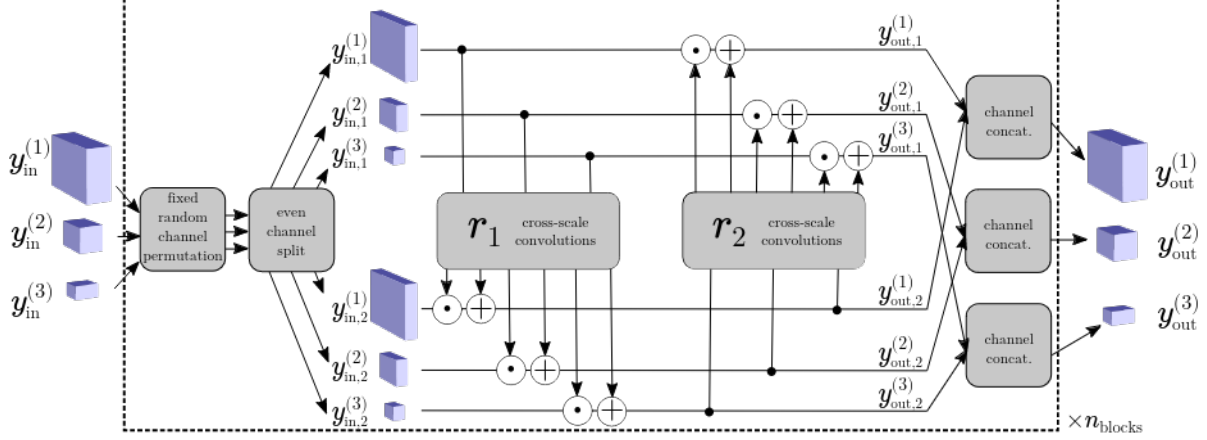 y_in^(1)
y_in^(2)
y_in^(3)
fixed
random
channel
permutation
even
channel
split
y_in,1^(1)
y_in,1^(2)
y_in,1^(3)
y_in,2^(1)
y_in,2^(2)
y_in,2^(3)
r_1 cross-scale
convolutions
r_2 cross-scale
convolutions
y_out,1^(1)
y_out,1^(2)
y_out,1^(3)
y_out,2^(1)
y_out,2^(2)
y_out,2^(3)
channel
concat.
channel
concat.
channel
concat.
y_out^(1)
y_out^(2)
y_out^(3)
×n_blocks